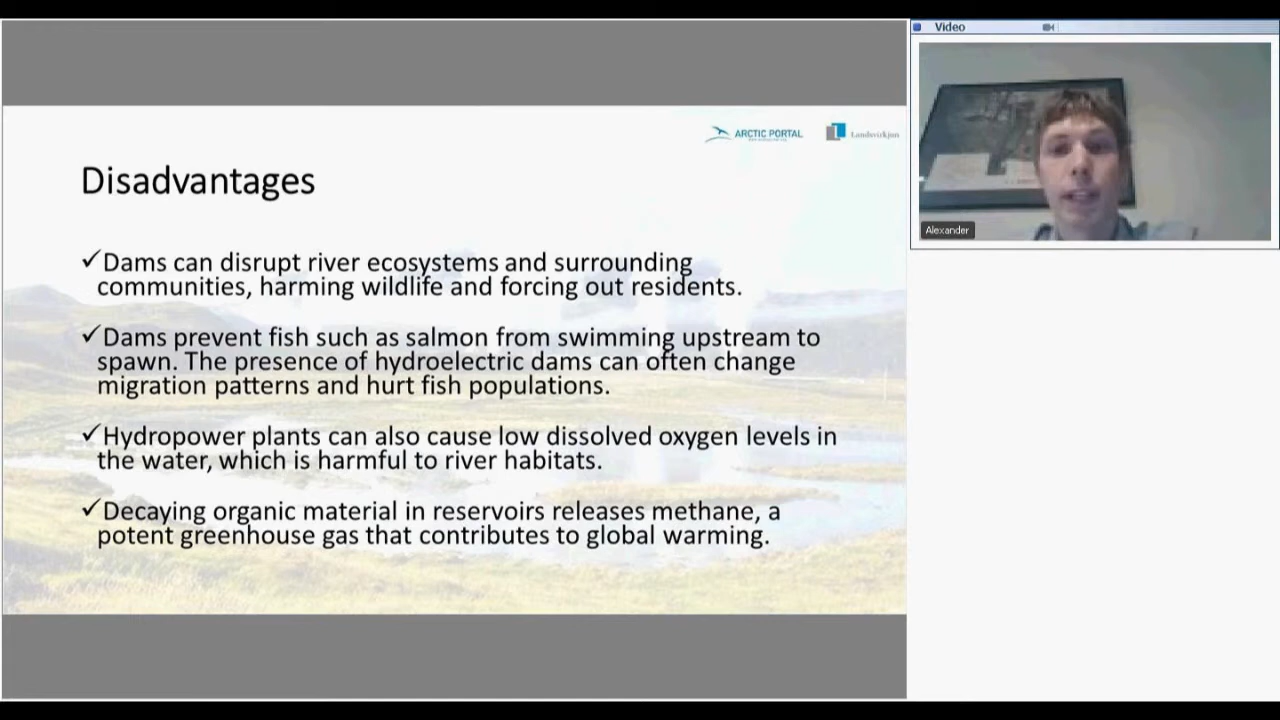 Video
ARCTIC PORTAL
Landsvirkjun
Disadvantages
Alexander
✓Dams can disrupt river ecosystems and surrounding
communities, harming wildlife and forcing out residents.
✓Dams prevent fish such as salmon from swimming upstream to
spawn. The presence of hydroelectric dams can often change
migration patterns and hurt fish populations.
✓Hydropower plants can also cause low dissolved oxygen levels in
the water, which is harmful to river habitats.
✓Decaying organic material in reservoirs releases methane, a
potent greenhouse gas that contributes to global warming.